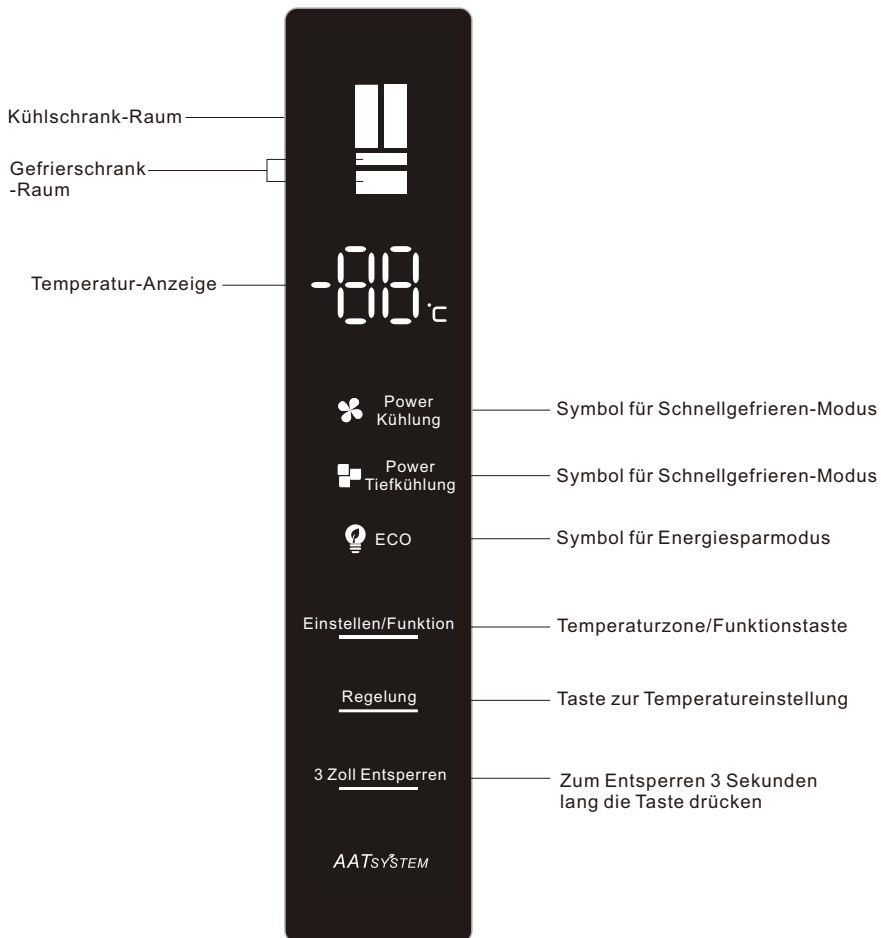 Kühlschrank-Raum
Gefrierschrank
-Raum
Temperatur-Anzeige
-88°C
Power
Kühlung
Symbol für Schnellgefrieren-Modus
Power
Tiefkühlung
Symbol für Schnellgefrieren-Modus
ECO
Symbol für Energiesparmodus
Einstellen/Funktion
Temperaturzone/Funktionstaste
Regelung
Taste zur Temperatureinstellung
3 Zoll Entsperren
Zum Entsperren 3 Sekunden
lang die Taste drücken
AATSYSTEM